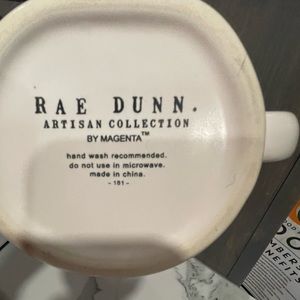 RAE DUNN.
ARTISAN COLLECTION
BY MAGENTA™
hand wash recommended.
do not use in microwave.
made in china.
- 181 -